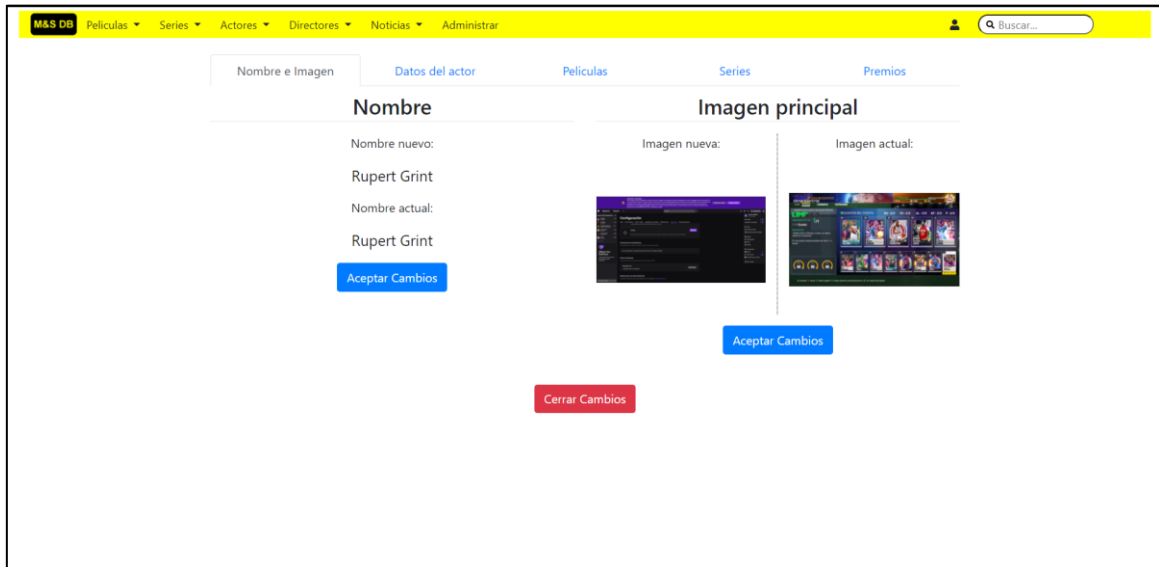 M&S DB Peliculas Series Actores Directores Noticias Administrar Buscar...
Nombre e Imagen Datos del actor Peliculas Series Premios
Nombre
Nombre nuevo:
Rupert Grint
Nombre actual:
Rupert Grint
Aceptar Cambios
Imagen principal
Imagen nueva: Imagen actual:
Aceptar Cambios
Cerrar Cambios